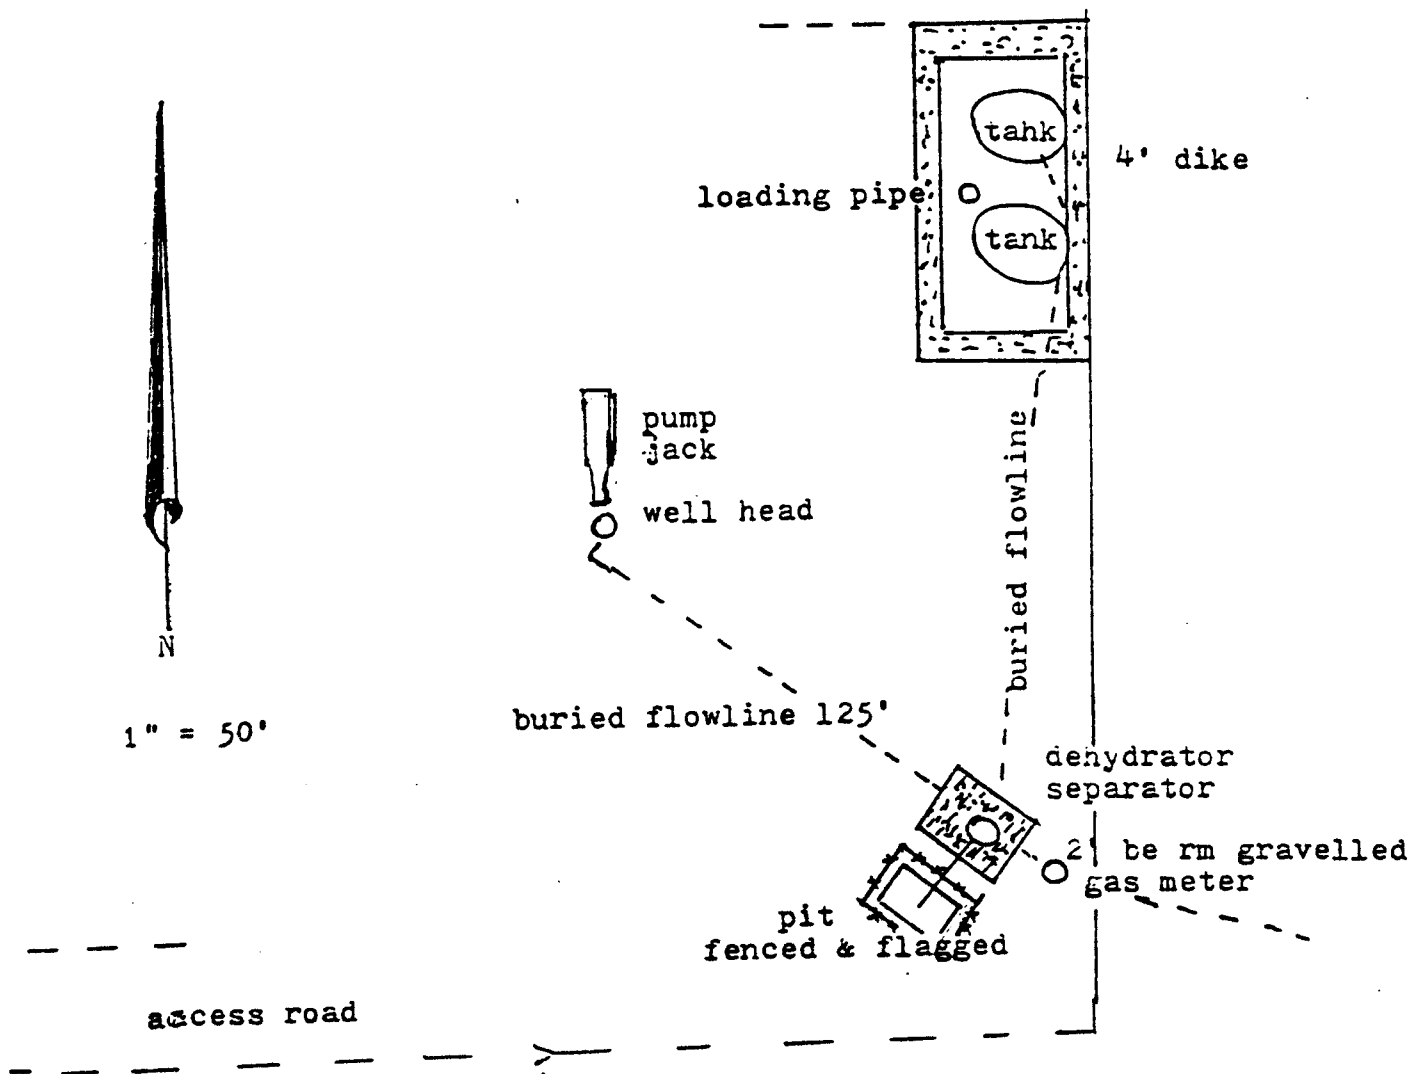 tahk
4' dike
loading pipe
tank
pump
jack
well head
buried flowline
N
1" = 50'
buried flowline 125'
dehydrator
separator
2' be rm gravelled
gas meter
pit
fenced & flagged
access road